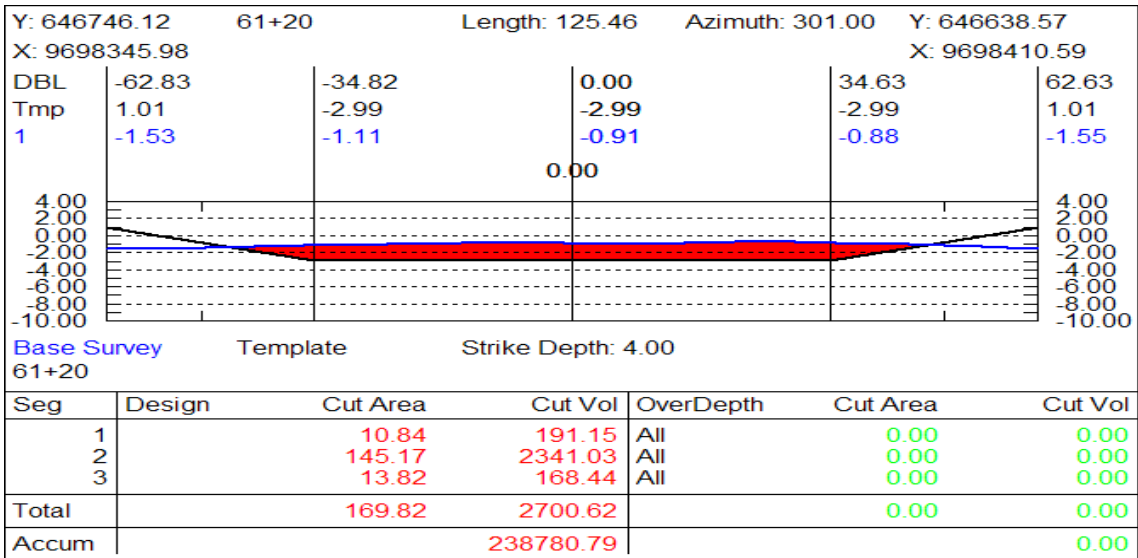 Y: 646746.12 61+20 Length: 125.46 Azimuth: 301.00 Y: 646638.57
X: 9698345.98 X: 9698410.59
DBL -62.83 -34.82 0.00 34.63 62.63
Tmp 1.01 -2.99 -2.99 -2.99 1.01
1 -1.53 -1.11 -0.91 -0.88 -1.55
0.00
4.00 4.00
2.00 2.00
0.00 0.00
-2.00 -2.00
-4.00 -4.00
-6.00 -6.00
-8.00 -8.00
-10.00 -10.00
Base Survey Template Strike Depth: 4.00
61+20
Seg Design Cut Area Cut Vol OverDepth Cut Area Cut Vol
1 10.84 191.15 All 0.00 0.00
2 145.17 2341.03 All 0.00 0.00
3 13.82 168.44 All 0.00 0.00
Total 169.82 2700.62 0.00 0.00
Accum 238780.79 0.00